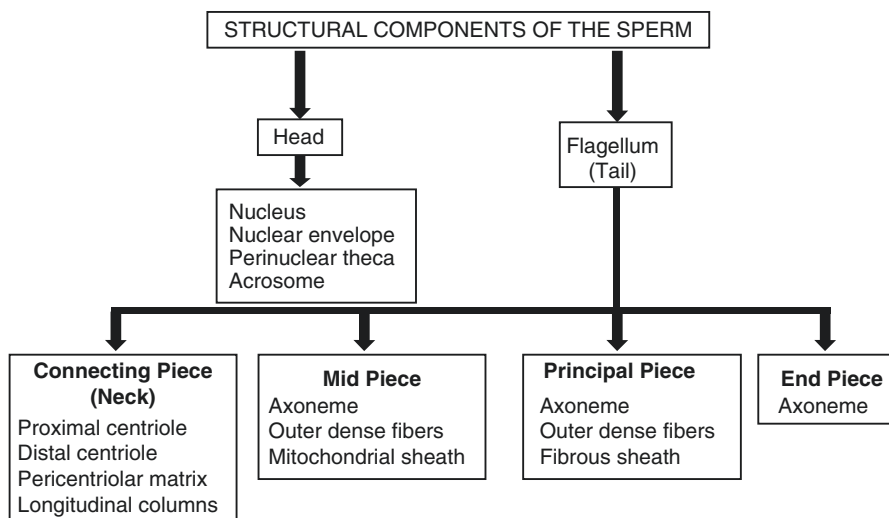 STRUCTURAL COMPONENTS OF THE SPERM
Head
Flagellum
(Tail)
Nucleus
Nuclear envelope
Perinuclear theca
Acrosome
Connecting Piece
(Neck)
Proximal centriole
Distal centriole
Pericentriolar matrix
Longitudinal columns
Mid Piece
Axoneme
Outer dense fibers
Mitochondrial sheath
Principal Piece
Axoneme
Outer dense fibers
Fibrous sheath
End Piece
Axoneme